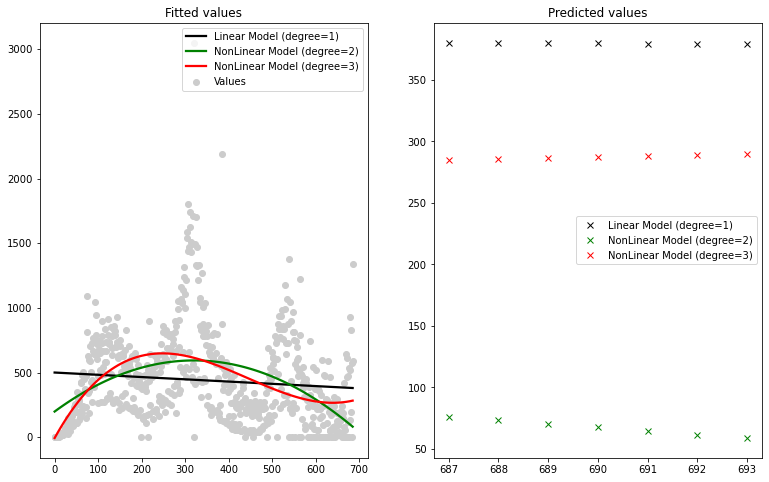 Fitted values
3000
2500
2000
1500
1000
500
0
0 100 200 300 400 500 600 700
Linear Model (degree=1)
NonLinear Model (degree=2)
NonLinear Model (degree=3)
Values
Predicted values
350
300
250
200
150
100
50
687 688 689 690 691 692 693
Linear Model (degree=1)
NonLinear Model (degree=2)
NonLinear Model (degree=3)